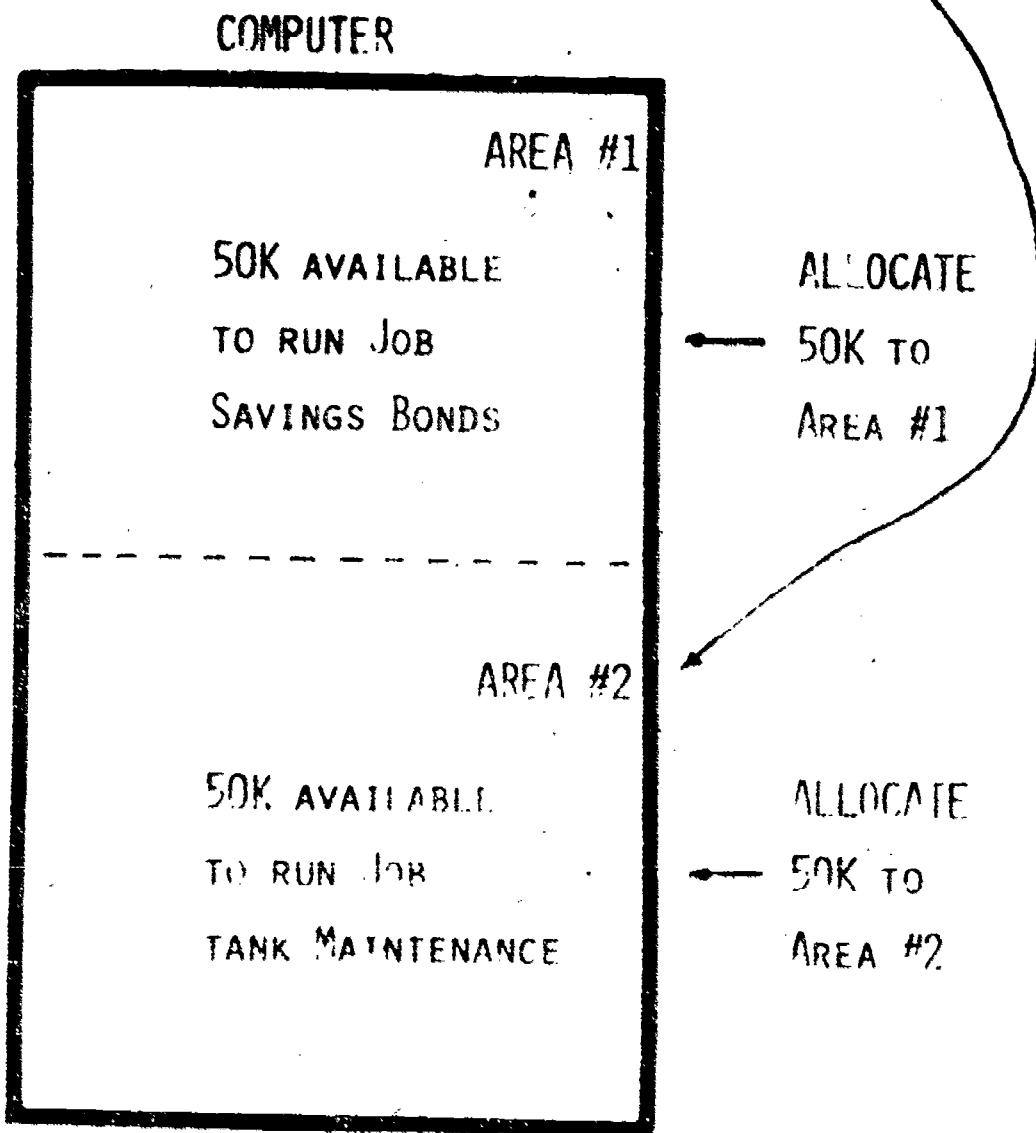 COMPUTER
AREA #1
50K AVAILABLE
TO RUN JOB
SAVINGS BONDS
ALLOCATE
50K TO
AREA #1
AREA #2
50K AVAILABLE
TO RUN JOB
TANK MAINTENANCE
ALLOCATE
50K TO
AREA #2